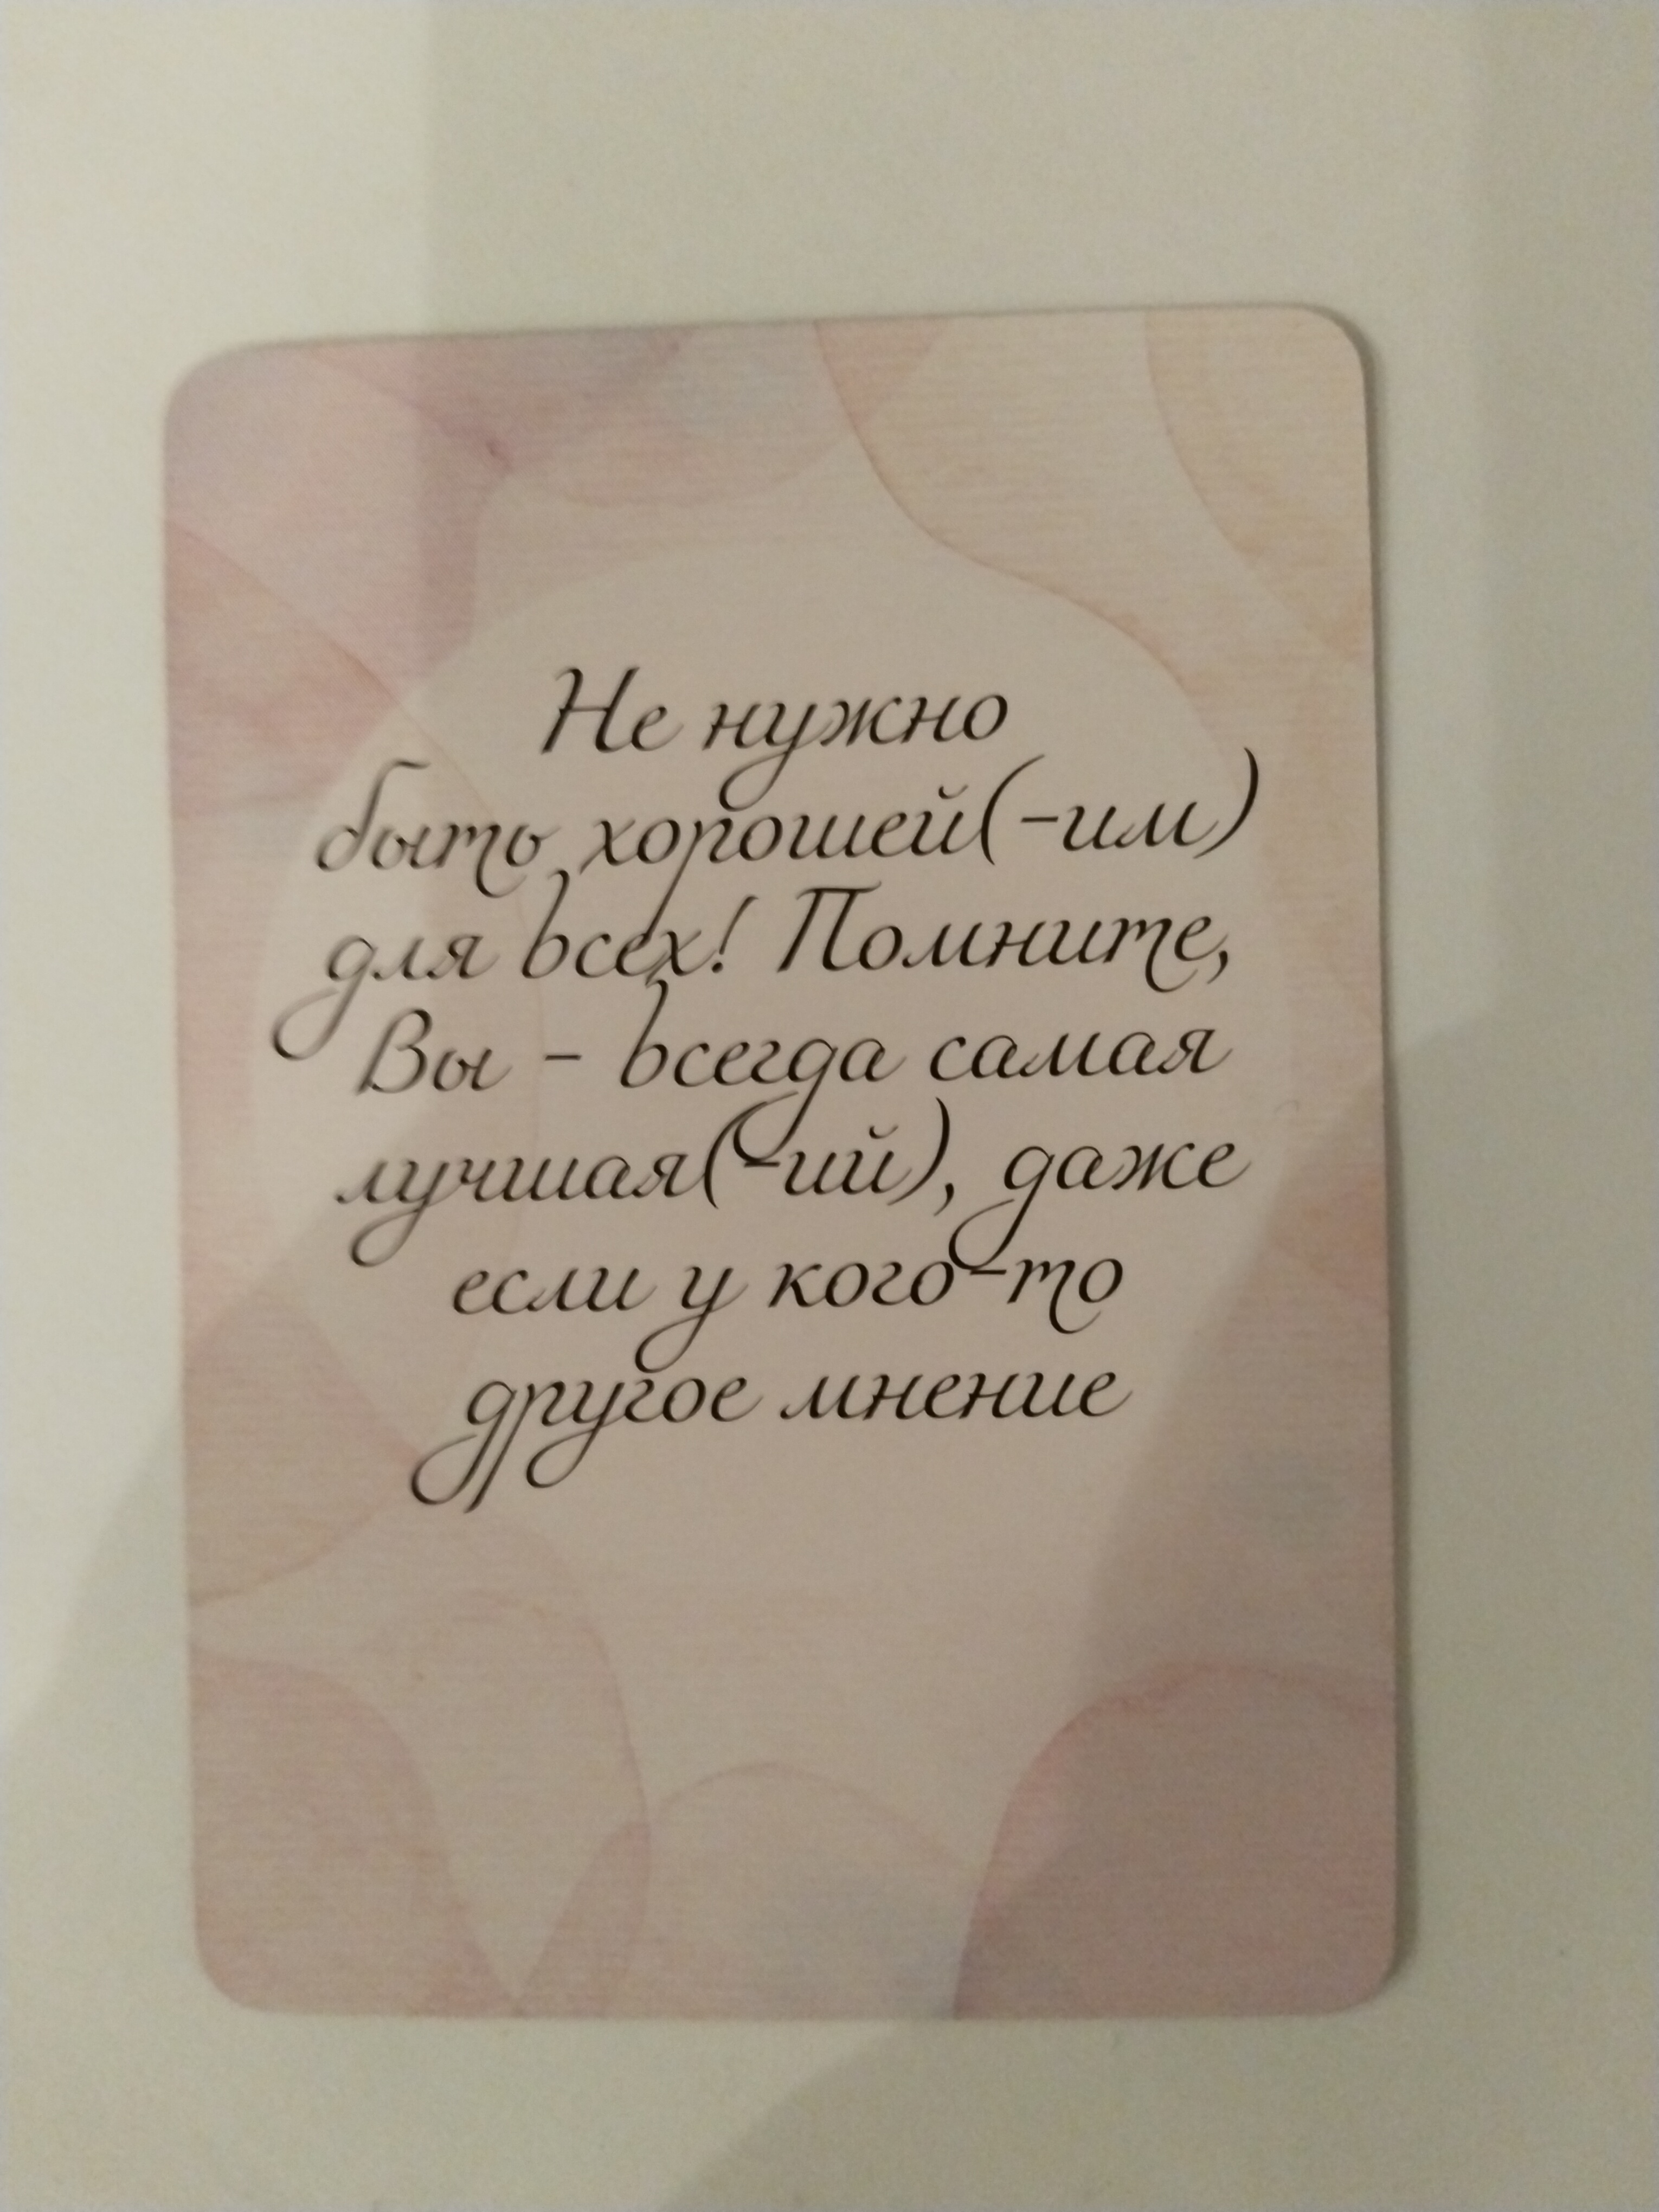 Не нужно
быть хорошей(-им)
для всех! Помните,
Вы - всегда самая
лучшая(-ий), даже
если у кого-то
другое мнение